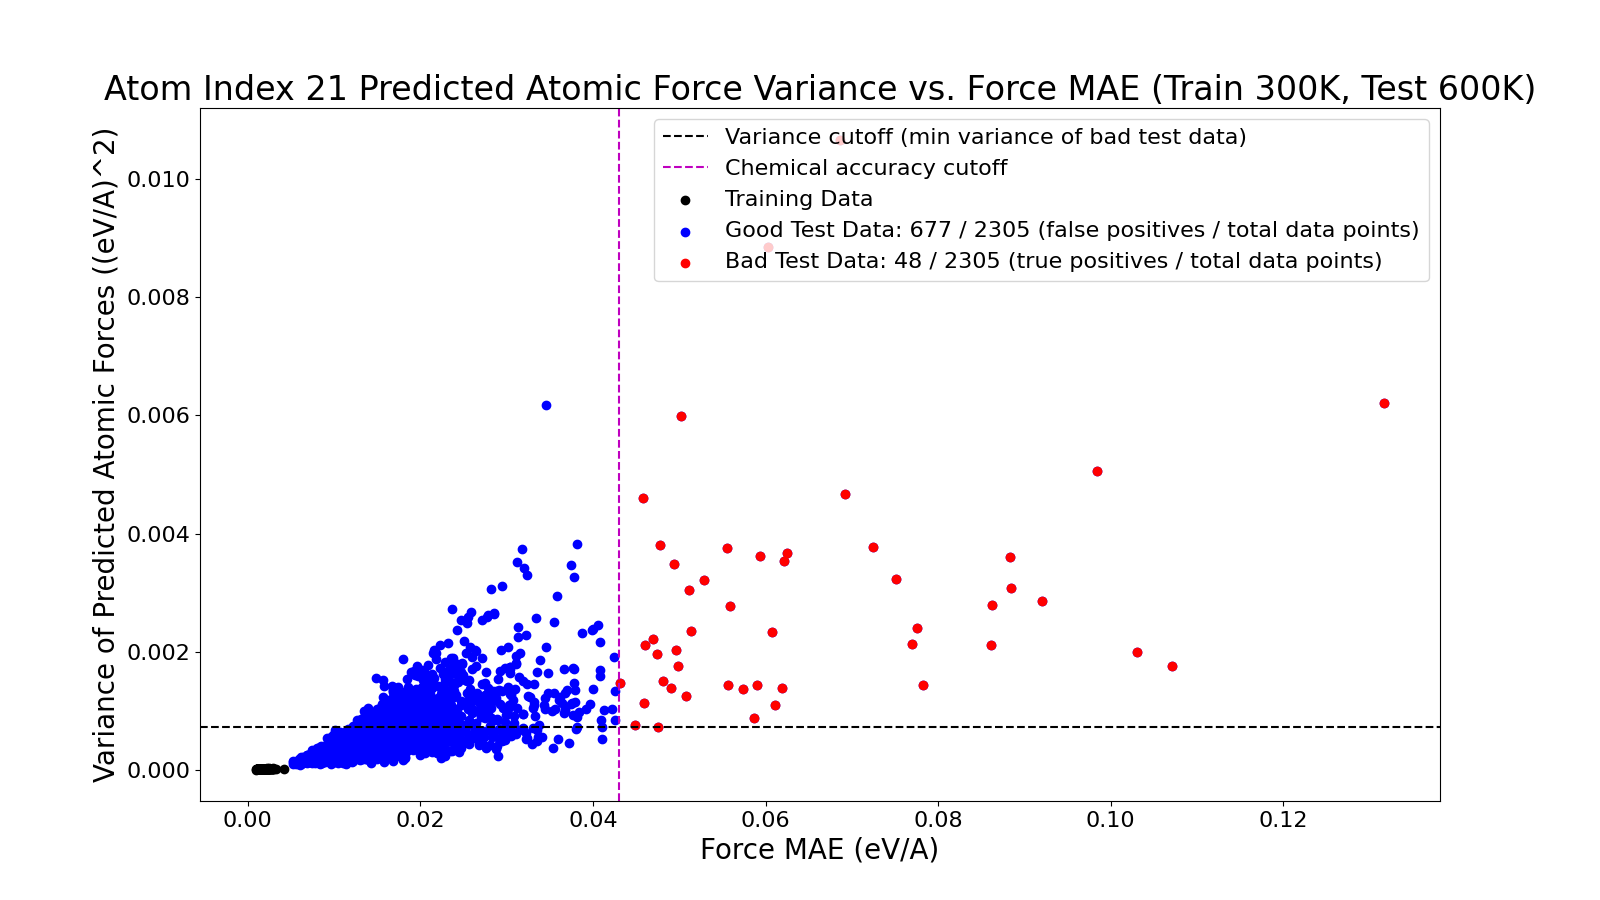 Atom Index 21 Predicted Atomic Force Variance vs. Force MAE (Train 300K, Test 600K)
Variance cutoff (min variance of bad test data)
Chemical accuracy cutoff
Training Data
Good Test Data: 677 / 2305 (false positives / total data points)
Bad Test Data: 48 / 2305 (true positives / total data points)
Variance of Predicted Atomic Forces ((eV/A)^2)
0.010
0.008
0.006
0.004
0.002
0.000
0.00 0.02 0.04 0.06 0.08 0.10 0.12
Force MAE (eV/A)